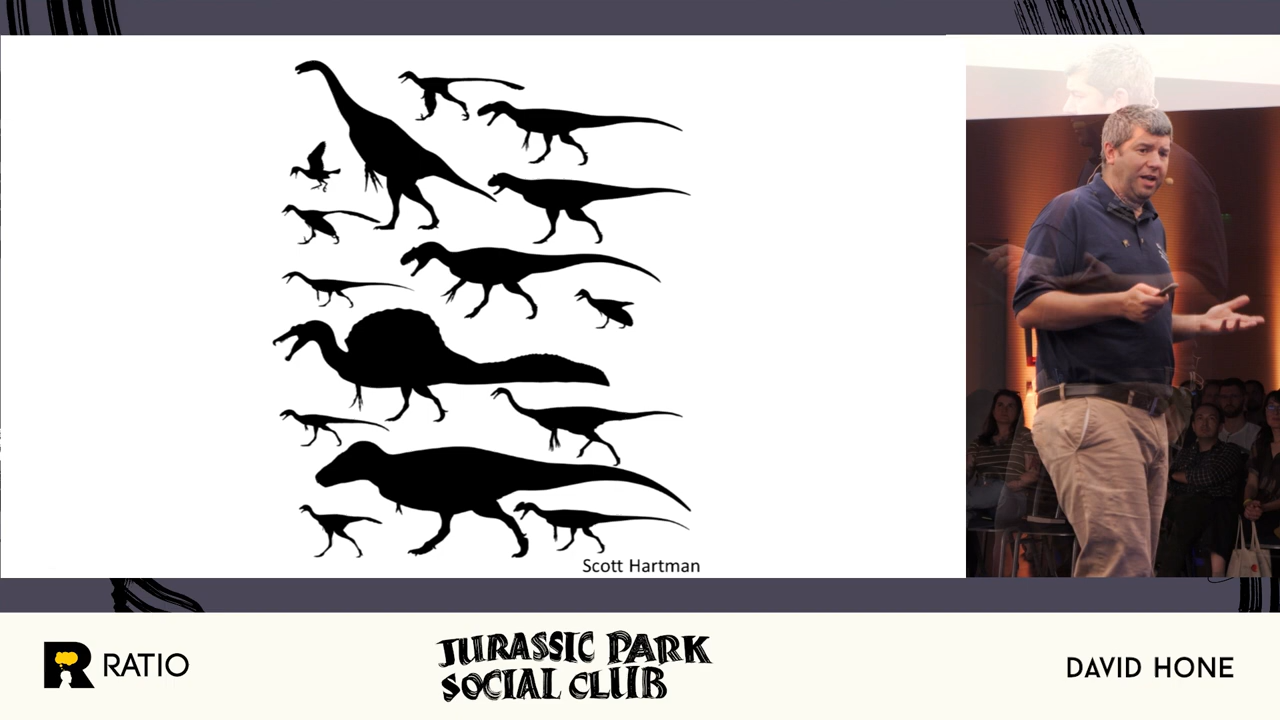 Scott Hartman
RATIO
JURASSIC PARK
SOCIAL CLUB
DAVID HONE